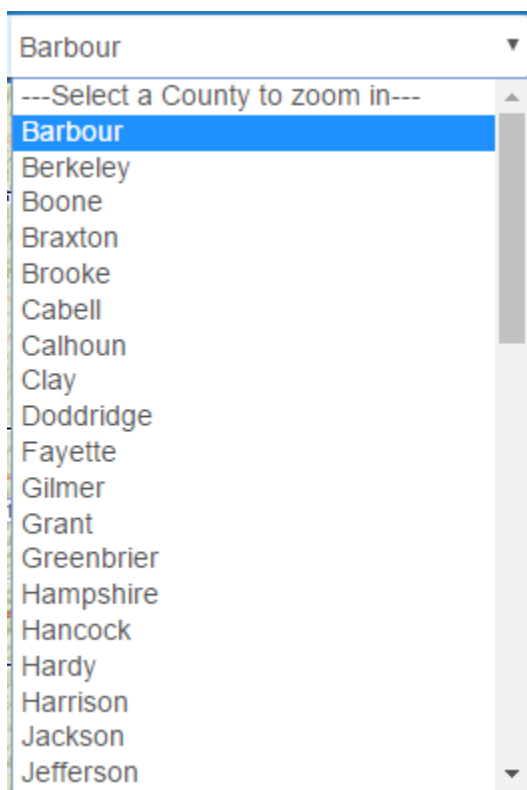 Barbour
---Select a County to zoom in---
Barbour
Berkeley
Boone
Braxton
Brooke
Cabell
Calhoun
Clay
Doddridge
Fayette
Gilmer
Grant
Greenbrier
Hampshire
Hancock
Hardy
Harrison
Jackson
Jefferson